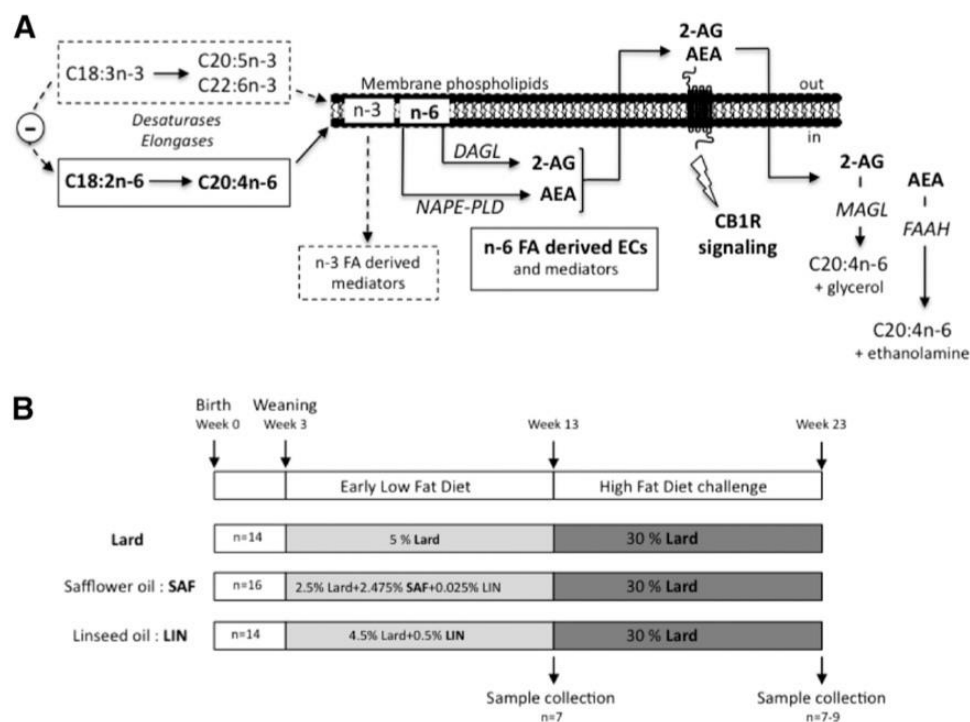 A
C18:3n-3
C20:5n-3
C22:6n-3
Desaturases
Elongases
−
C18:2n-6
C20:4n-6
Membrane phospholipids
n-3
n-6
out
in
DAGL
2-AG
NAPE-PLD
AEA
n-3 FA derived
mediators
n-6 FA derived ECs
and mediators
2-AG
AEA
CB1R
signaling
2-AG
MAGL
C20:4n-6
+ glycerol
AEA
FAAH
C20:4n-6
+ ethanolamine
B
Birth
Week 0
Weaning
Week 3
Week 13
Week 23
Early Low Fat Diet
High Fat Diet challenge
Lard
n=14
5 % Lard
30 % Lard
Safflower oil : SAF
n=16
2.5% Lard+2.475% SAF+0.025% LIN
30 % Lard
Linseed oil : LIN
n=14
4.5% Lard+0.5% LIN
30 % Lard
Sample collection
n=7
Sample collection
n=7-9